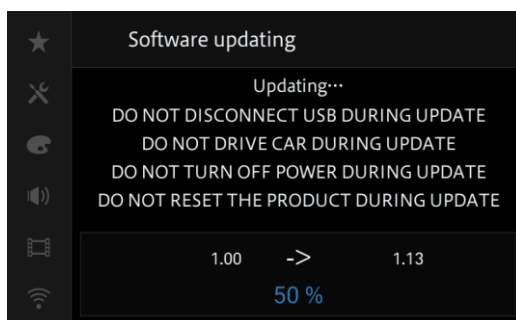 Software updating
Updating···
DO NOT DISCONNECT USB DURING UPDATE
DO NOT DRIVE CAR DURING UPDATE
DO NOT TURN OFF POWER DURING UPDATE
DO NOT RESET THE PRODUCT DURING UPDATE
1.00 -> 1.13
50 %